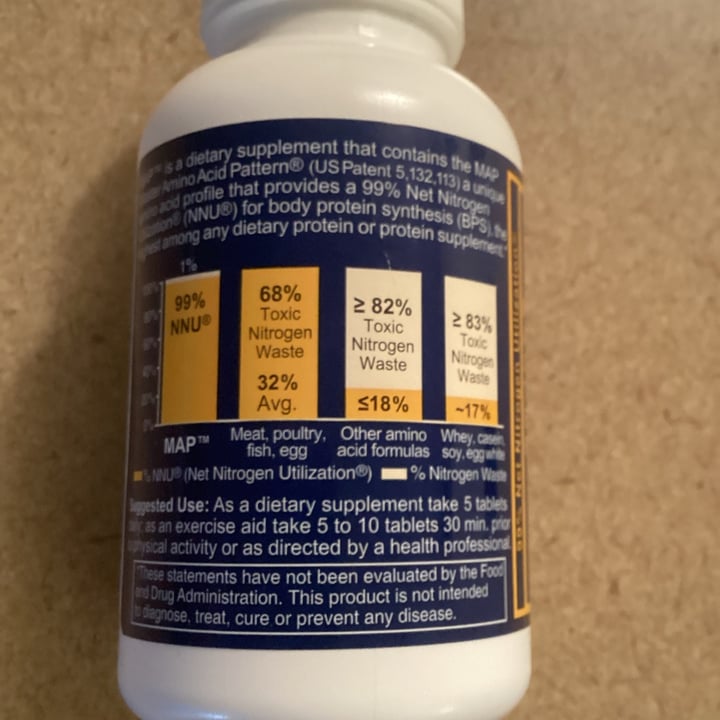 is a dietary supplement that contains the MAP
Amino Acid Pattern® (US Patent 5,132,113) a unique
acid profile that provides a 99% Net Nitrogen
(NNU®) for body protein synthesis (BPS), the
among any dietary protein or protein supplement.*
1%
99%
NNU®
68%
Toxic
Nitrogen
Waste
32%
Avg.
≥ 82%
Toxic
Nitrogen
Waste
≤18%
≥ 83%
Toxic
Nitrogen
Waste
~17%
MAP™
Meat, poultry,
fish, egg
Other amino
acid formulas
Whey, casein,
soy, egg white
% NNU® (Net Nitrogen Utilization®)
% Nitrogen Waste
Suggested Use: As a dietary supplement take 5 tablets
as an exercise aid take 5 to 10 tablets 30 min. prior
physical activity or as directed by a health professional
*These statements have not been evaluated by the Food
and Drug Administration. This product is not intended
to diagnose, treat, cure or prevent any disease.
99% Net Nitrogen Utilization